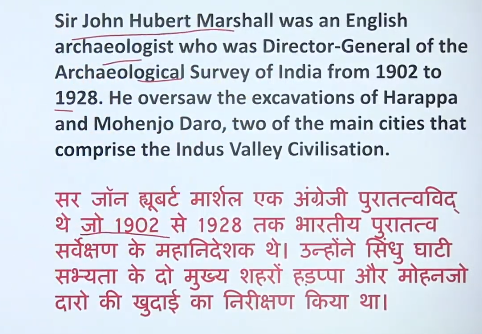 Sir John Hubert Marshall was an English
archaeologist who was Director-General of the
Archaeological Survey of India from 1902 to
1928. He oversaw the excavations of Harappa
and Mohenjo Daro, two of the main cities that
comprise the Indus Valley Civilisation.
सर जॉन ह्यूबर्ट मार्शल एक अंग्रेजी पुरातत्वविद्
थे जो 1902 से 1928 तक भारतीय पुरातत्व
सर्वेक्षण के महानिदेशक थे। उन्होंने सिंधु घाटी
सभ्यता के दो मुख्य शहरों हड़प्पा और मोहनजो
दारो की खुदाई का निरीक्षण किया था।